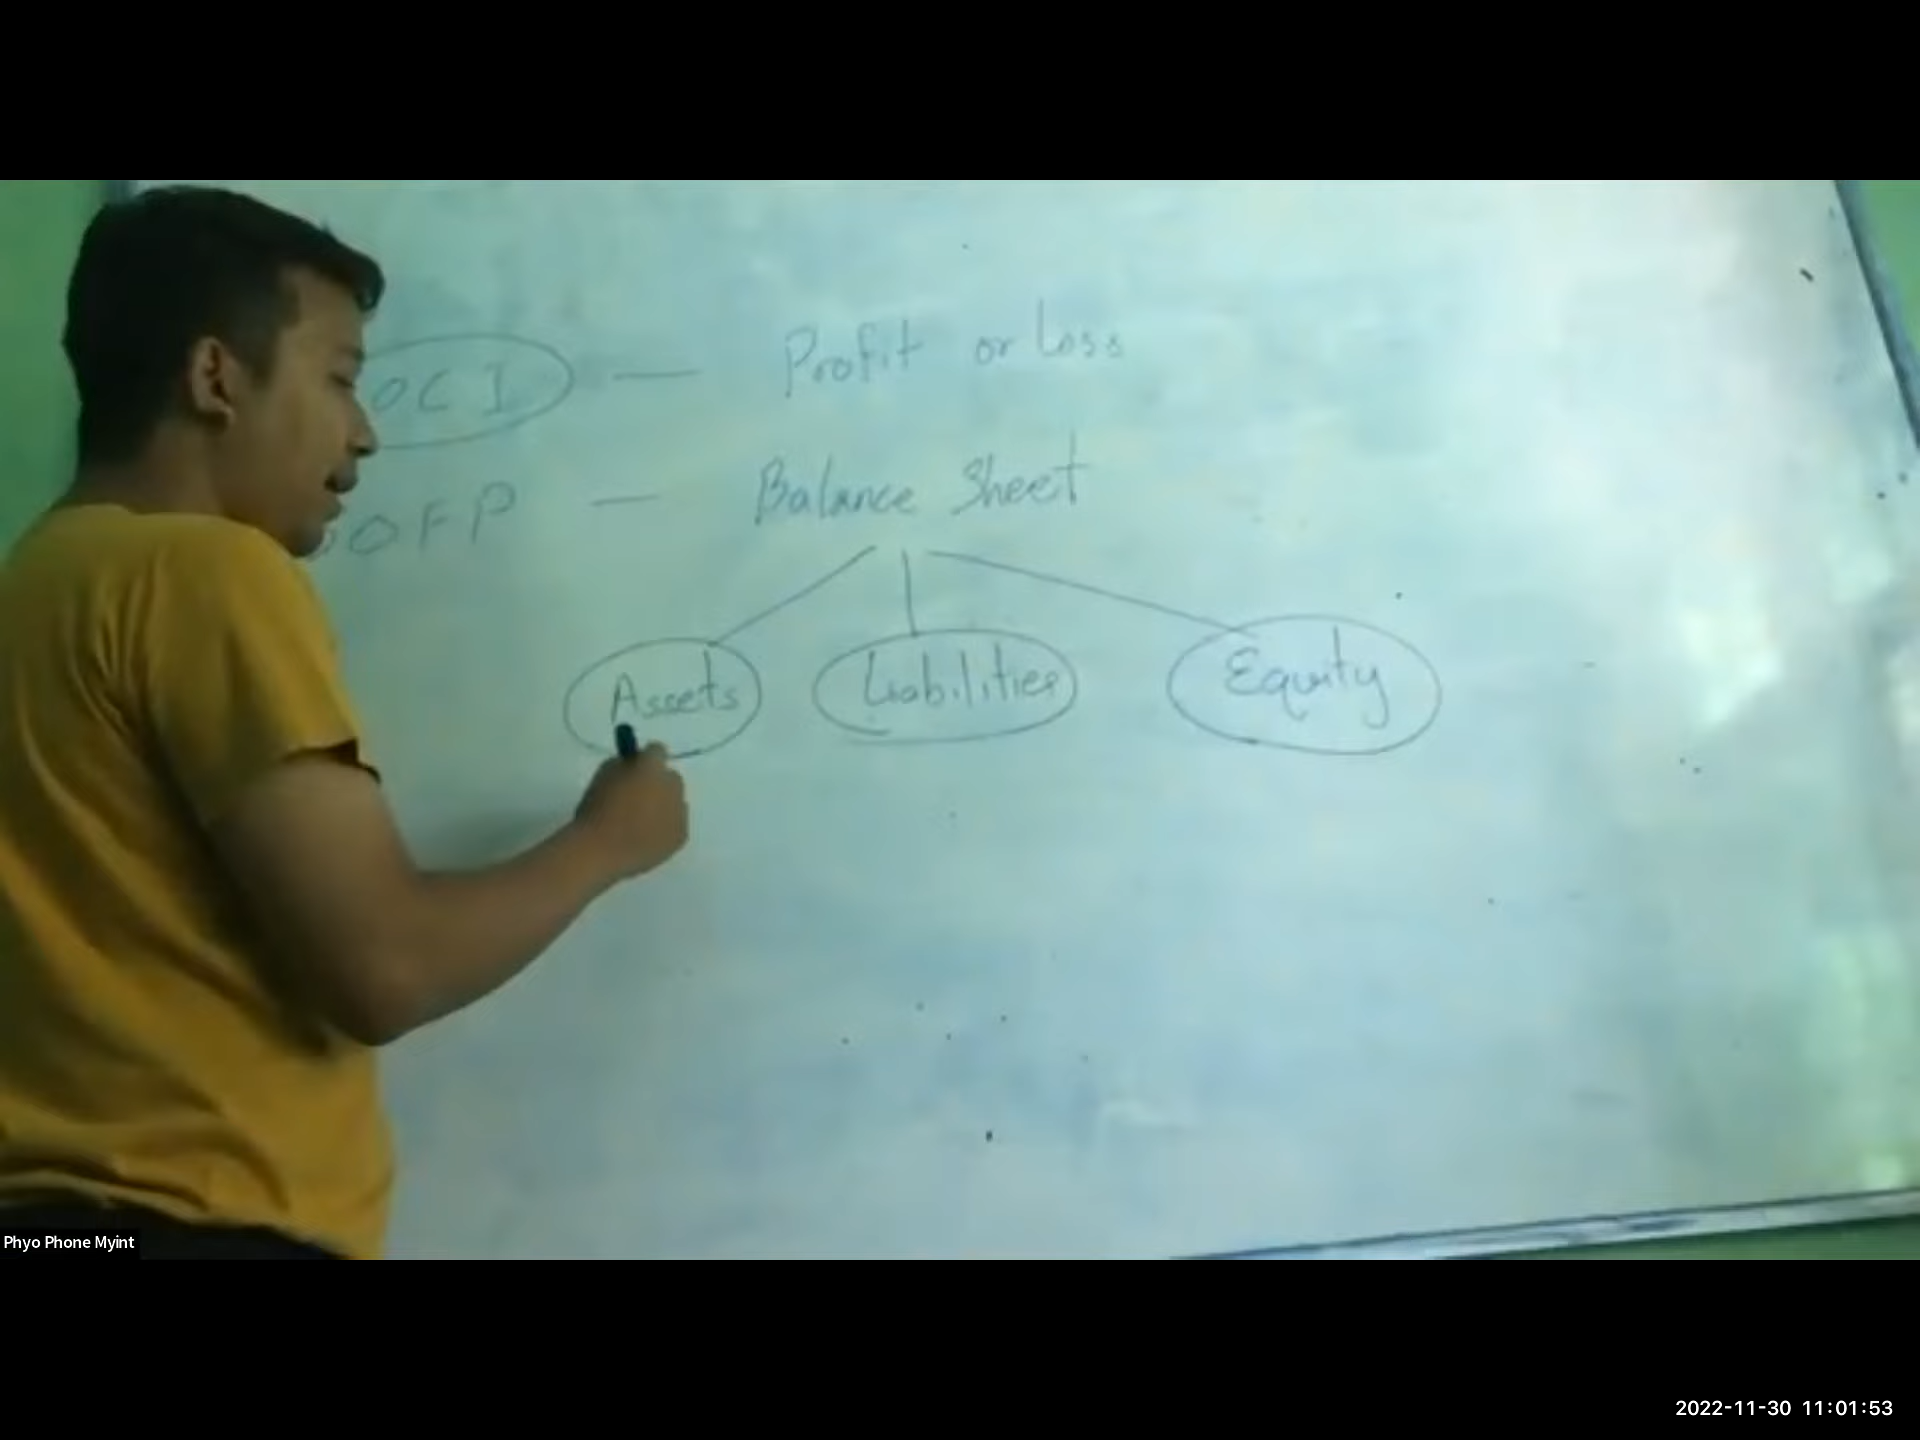 OCI — Profit or Loss
OFP — Balance Sheet
Assets Liabilities Equity
Phyo Phone Myint
2022-11-30 11:01:53